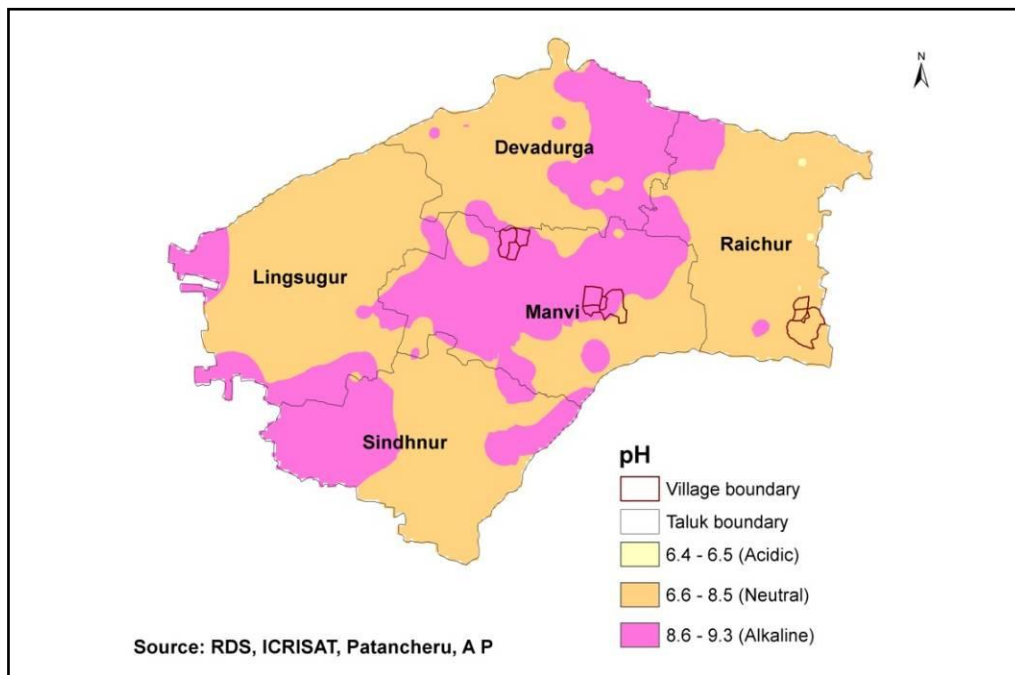 N
Devadurga
Raichur
Lingsugur
Manvi
Sindhnur
pH
Village boundary
Taluk boundary
6.4 - 6.5 (Acidic)
6.6 - 8.5 (Neutral)
8.6 - 9.3 (Alkaline)
Source: RDS, ICRISAT, Patancheru, A P